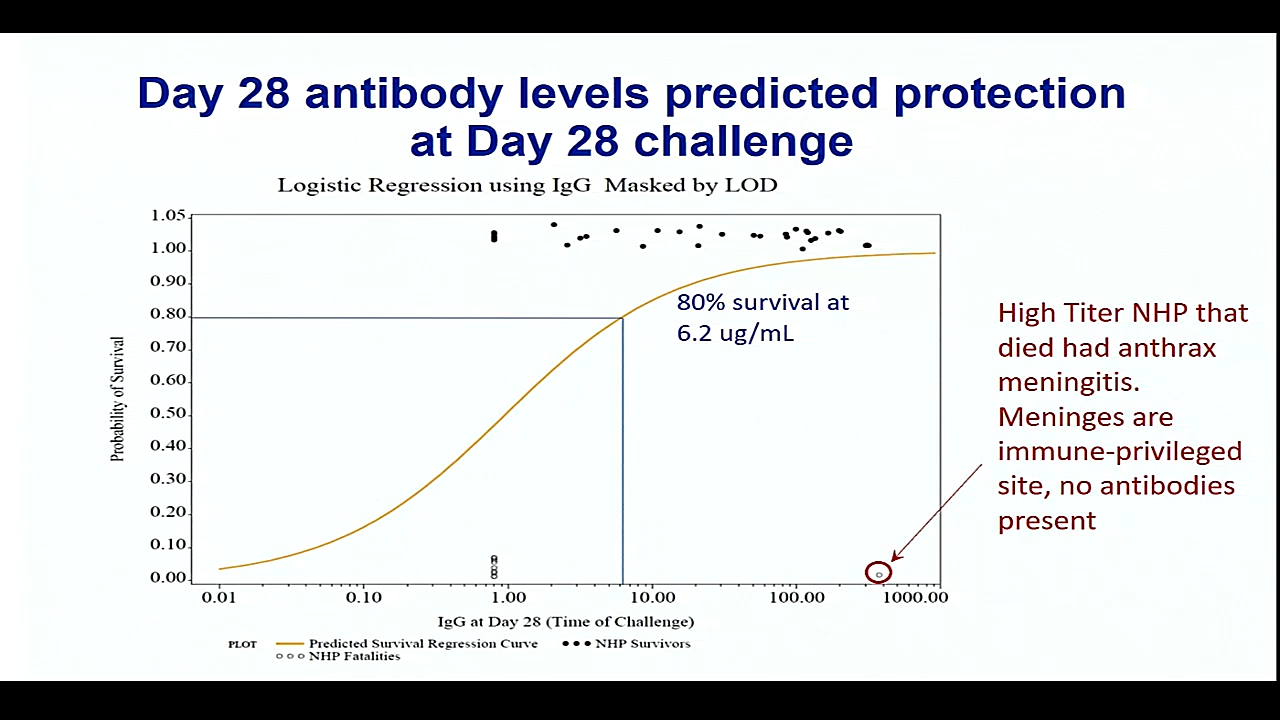 Day 28 antibody levels predicted protection
at Day 28 challenge
Logistic Regression using IgG Masked by LOD
1.05
1.00
0.90
0.80
0.70
0.60
0.50
0.40
0.30
0.20
0.10
0.00
Probability of Survival
80% survival at
6.2 ug/mL
High Titer NHP that
died had anthrax
meningitis.
Meninges are
immune-privileged
site, no antibodies
present
0.01 0.10 1.00 10.00 100.00 1000.00
IgG at Day 28 (Time of Challenge)
PLOT Predicted Survival Regression Curve NHP Survivors
NHP Fatalities